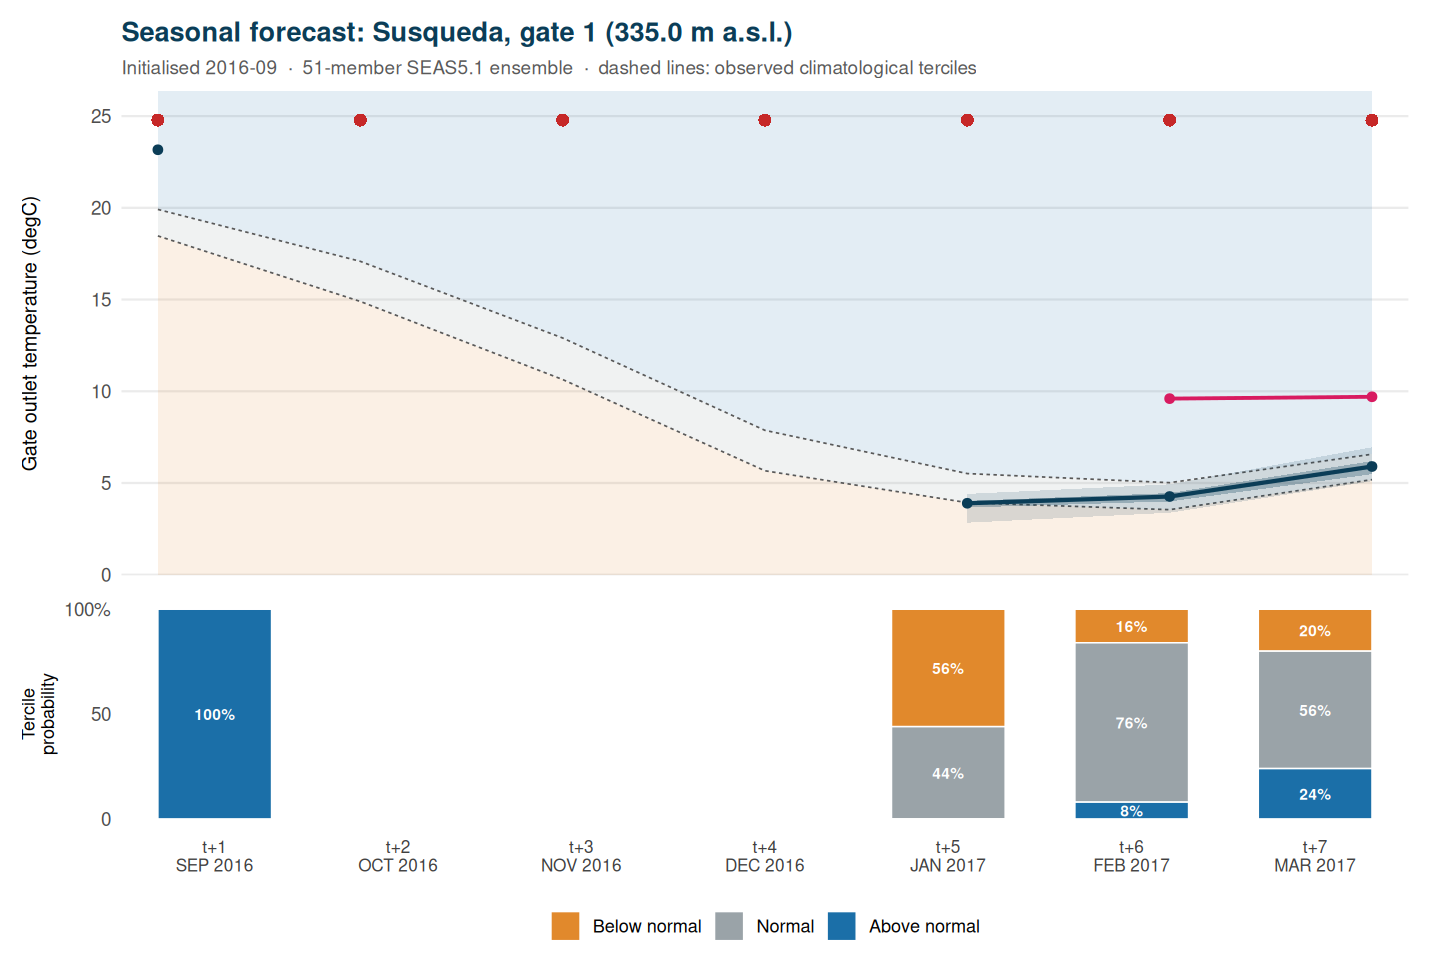 Seasonal forecast: Susqueda, gate 1 (335.0 m a.s.l.)
Initialised 2016-09 · 51-member SEAS5.1 ensemble · dashed lines: observed climatological terciles
Gate outlet temperature (degC)
25
20
15
10
5
0
Tercile
probability
100%
50
0
100%
56%
44%
16%
76%
8%
20%
56%
24%
t+1
SEP 2016
t+2
OCT 2016
t+3
NOV 2016
t+4
DEC 2016
t+5
JAN 2017
t+6
FEB 2017
t+7
MAR 2017
Below normal
Normal
Above normal